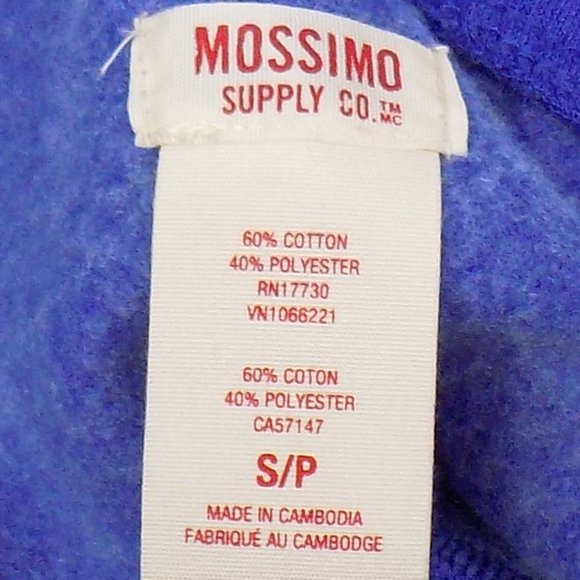 MOSSIMO
SUPPLY CO.™ MC
60% COTTON
40% POLYESTER
RN17730
VN1066221
60% COTON
40% POLYESTER
CA57147
S/P
MADE IN CAMBODIA
FABRIQUÉ AU CAMBODGE